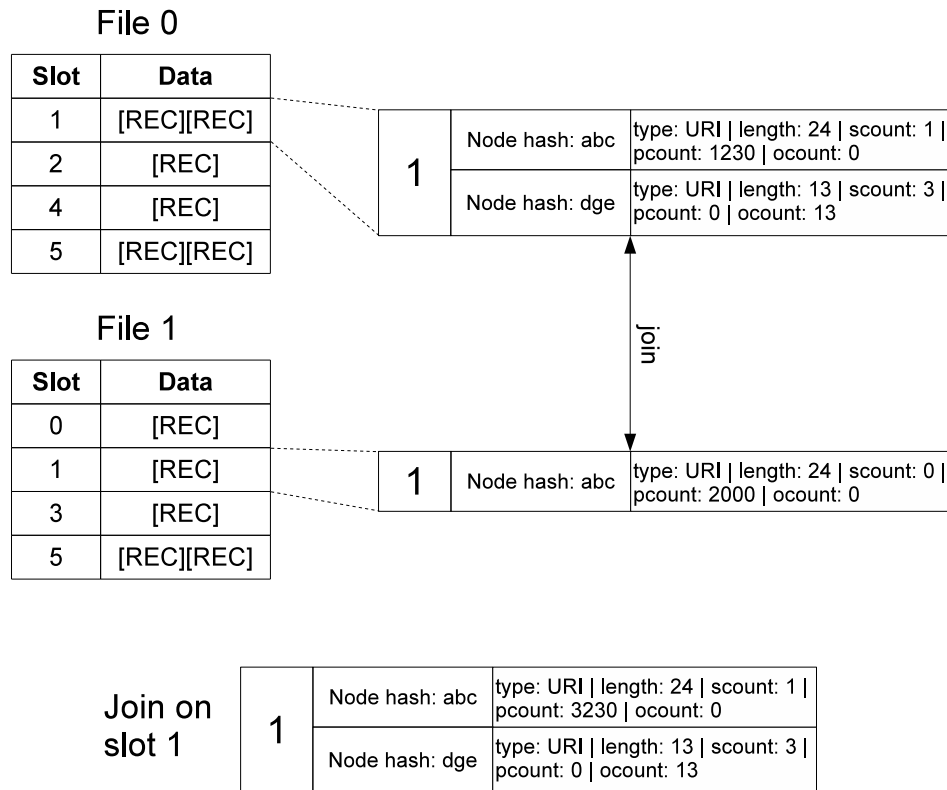 File 0
Slot Data
1 [REC][REC]
2 [REC]
4 [REC]
5 [REC][REC]
1
Node hash: abc
type: URI | length: 24 | scount: 1 |
pcount: 1230 | ocount: 0
Node hash: dge
type: URI | length: 13 | scount: 3 |
pcount: 0 | ocount: 13
join
File 1
Slot Data
0 [REC]
1 [REC]
3 [REC]
5 [REC][REC]
1
Node hash: abc
type: URI | length: 24 | scount: 0 |
pcount: 2000 | ocount: 0
Join on
slot 1
1
Node hash: abc
type: URI | length: 24 | scount: 1 |
pcount: 3230 | ocount: 0
Node hash: dge
type: URI | length: 13 | scount: 3 |
pcount: 0 | ocount: 13